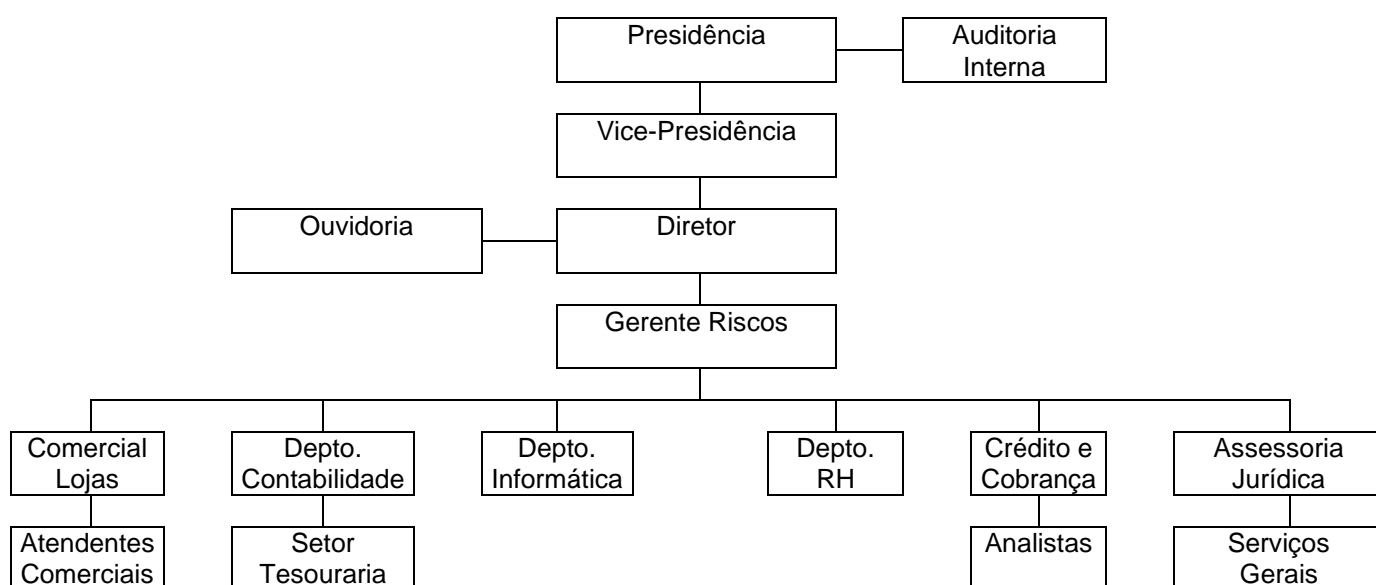 Presidência
Auditoria
Interna
Vice-Presidência
Ouvidoria
Diretor
Gerente Riscos
Comercial
Lojas
Depto.
Contabilidade
Depto.
Informática
Depto.
RH
Crédito e
Cobrança
Assessoria
Jurídica
Atendentes
Comerciais
Setor
Tesouraria
Analistas
Serviços
Gerais